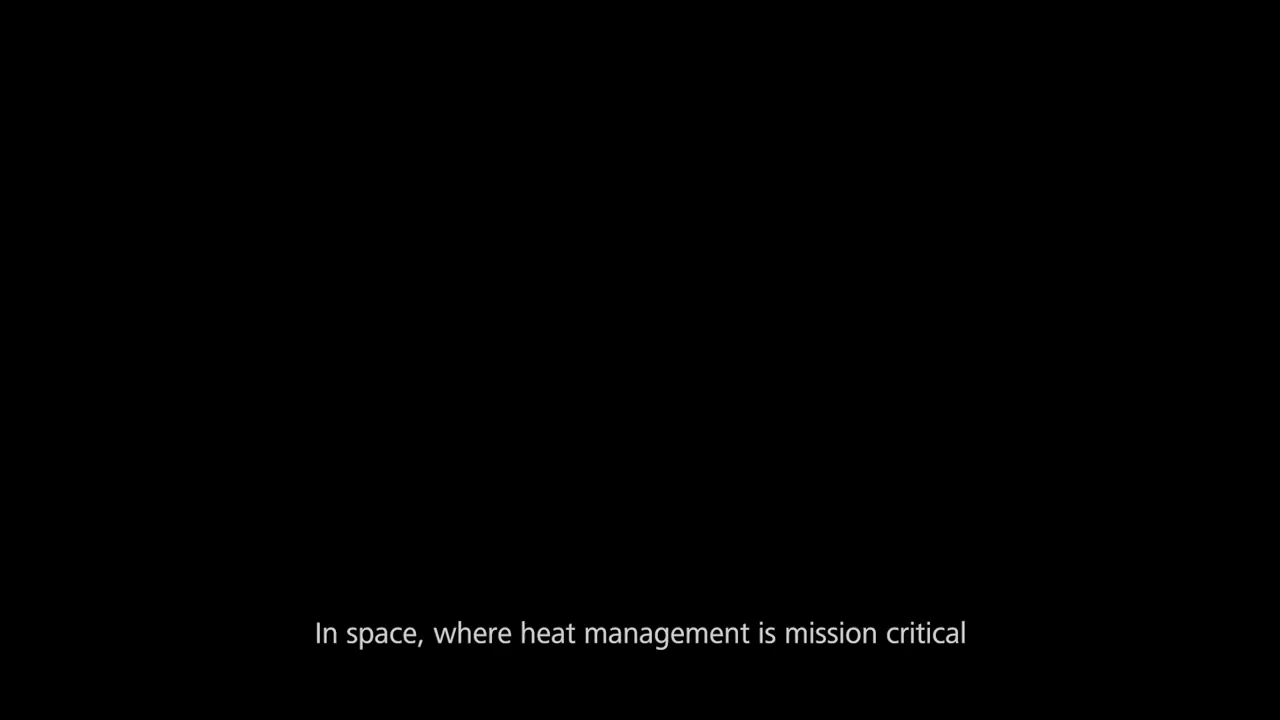 In space, where heat management is mission critical